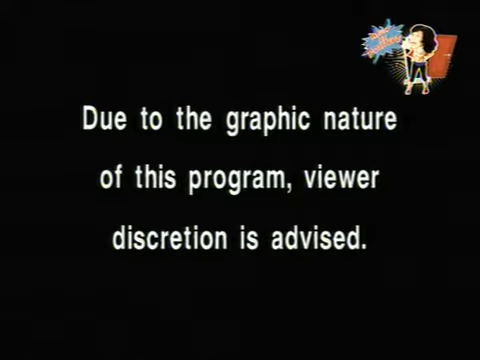 Due to the graphic nature
of this program, viewer
discretion is advised.